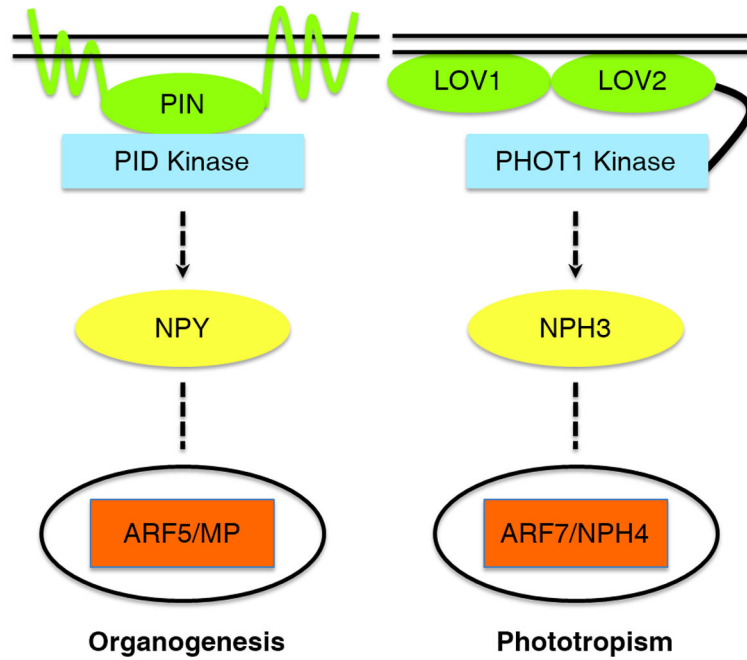 PIN
PID Kinase
NPY
ARF5/MP
Organogenesis
LOV1
LOV2
PHOT1 Kinase
NPH3
ARF7/NPH4
Phototropism